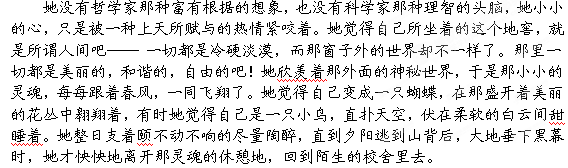 她没有哲学家那种富有根据的想象，也没有科学家那种理智的头脑，她小小
的心，只是被一种上天所赋与的热情紧咬着。她觉得自己所坐着的这个地窖，就
是所谓人间吧—— 一切都是冷硬淡漠，而那窗子外的世界却不一样了。那里一
切都是美丽的，和谐的，自由的吧！她欣羡着那外面的神秘世界，于是那小小的
灵魂，每每跟着春风，一同飞翔了。她觉得自己变成一只蝴蝶，在那盛开着美丽
的花丛中翱翔着，有时她觉得自己是一只小鸟，直扑天空，伏在柔软的白云间甜
睡着。她整日支着颐不动不响的尽量陶醉，直到夕阳逃到山背后，大地垂下黑幕
时，她才怏怏地离开那灵魂的休憩地，回到陌生的校舍里去。